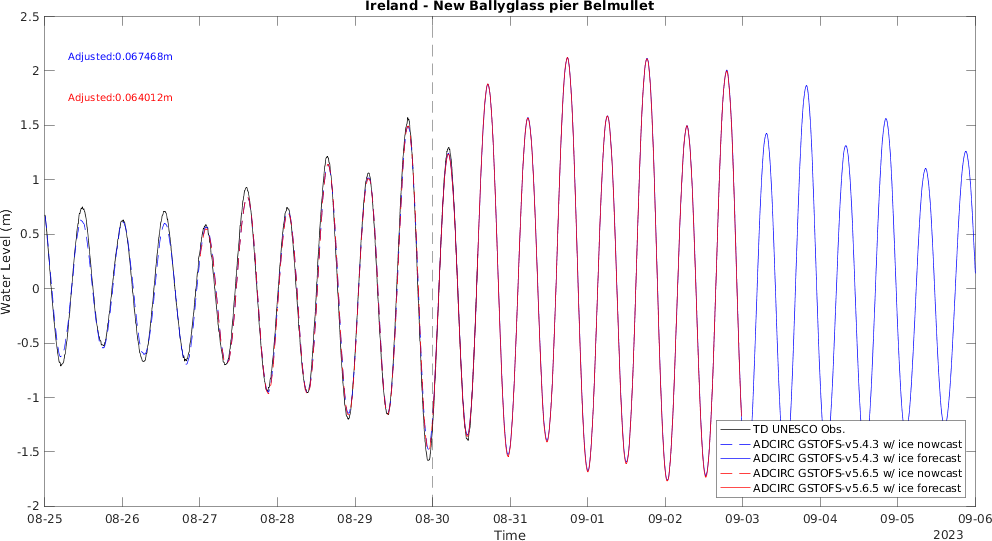 Ireland - New Ballyglass pier Belmullet
2.5
Adjusted:0.067468m
2
Adjusted:0.064012m
1.5
1
0.5
Water Level (m)
0
-0.5
-1
TD UNESCO Obs.
ADCIRC GSTOFS-v5.4.3 w/ ice nowcast
ADCIRC GSTOFS-v5.4.3 w/ ice forecast
ADCIRC GSTOFS-v5.6.5 w/ ice nowcast
ADCIRC GSTOFS-v5.6.5 w/ ice forecast
-1.5
-2
08-25 08-26 08-27 08-28 08-29 08-30 08-31 09-01 09-02 09-03 09-04 09-05 09-06
Time
2023